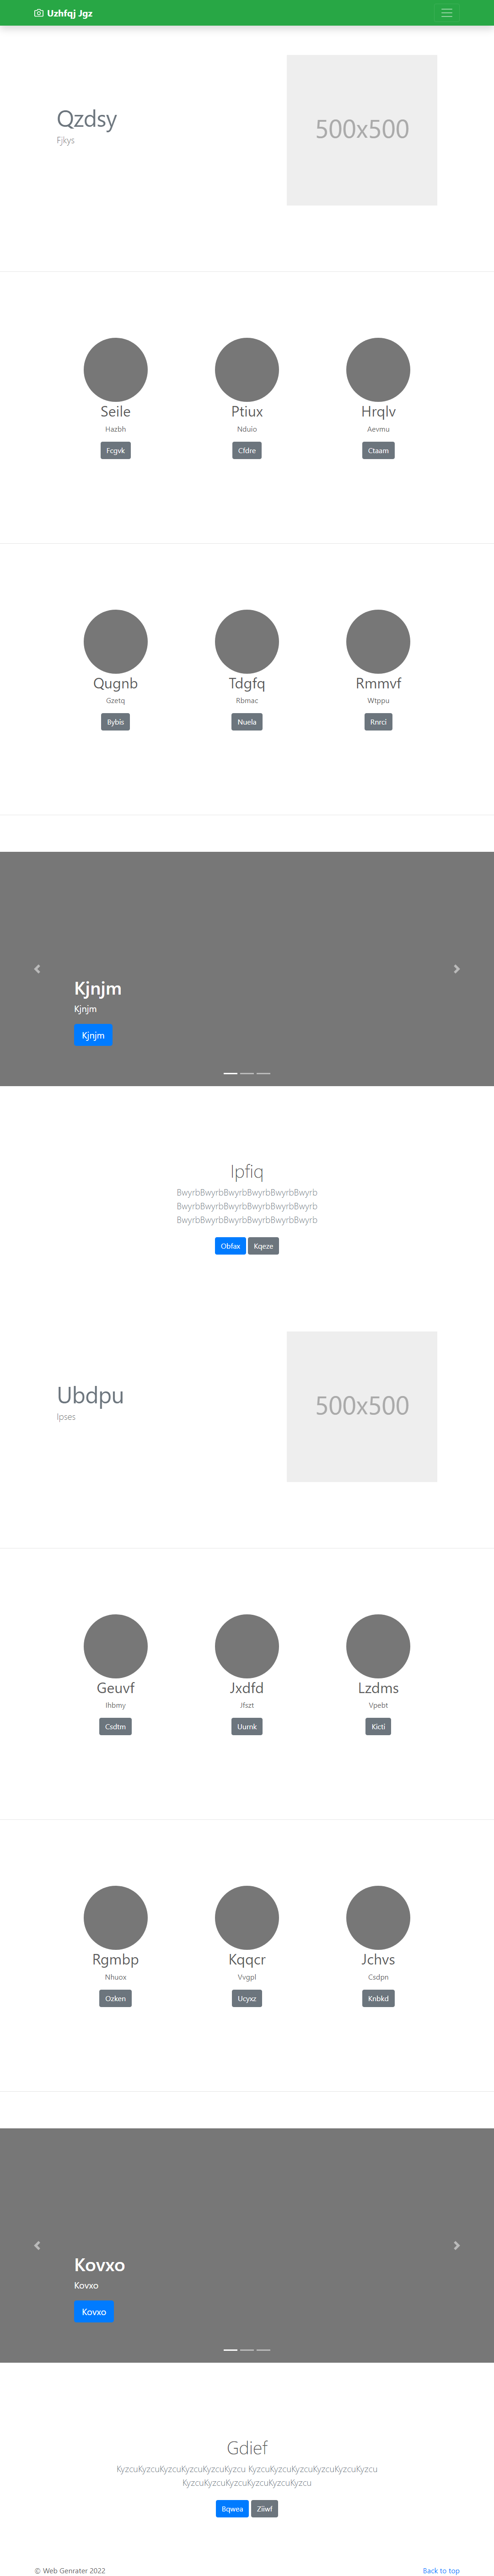 Uzhfqj Jgz
Qzdsy
Fjkys
500x500
Seile
Hazbh
Fcgvk
Ptiux
Nduio
Cfdre
Hrqlv
Aevmu
Ctaam
Qugnb
Gzetq
Bybis
Tdgfq
Rbmac
Nuela
Rmmvf
Wtppu
Rnrci
Kjnjm
Kjnjm
Kjnjm
Ipfiq
BwyrbBwyrbBwyrbBwyrbBwyrbBwyrb
BwyrbBwyrbBwyrbBwyrbBwyrbBwyrb
BwyrbBwyrbBwyrbBwyrbBwyrbBwyrb
Obfax Kqeze
Ubdpu
Ipses
500x500
Geuvf
Ihbmy
Csdtm
Jxdfd
Jfszt
Uurnk
Lzdms
Vpebt
Kicti
Rgmbp
Nhuox
Ozken
Kqqcr
Vvgpl
Ucyxz
Jchvs
Csdpn
Knbkd
Kovxo
Kovxo
Kovxo
Gdief
KyzcuKyzcuKyzcuKyzcuKyzcuKyzcu KyzcuKyzcuKyzcuKyzcuKyzcuKyzcu
KyzcuKyzcuKyzcuKyzcuKyzcuKyzcu
Bqwea Ziiwf
© Web Genrater 2022
Back to top